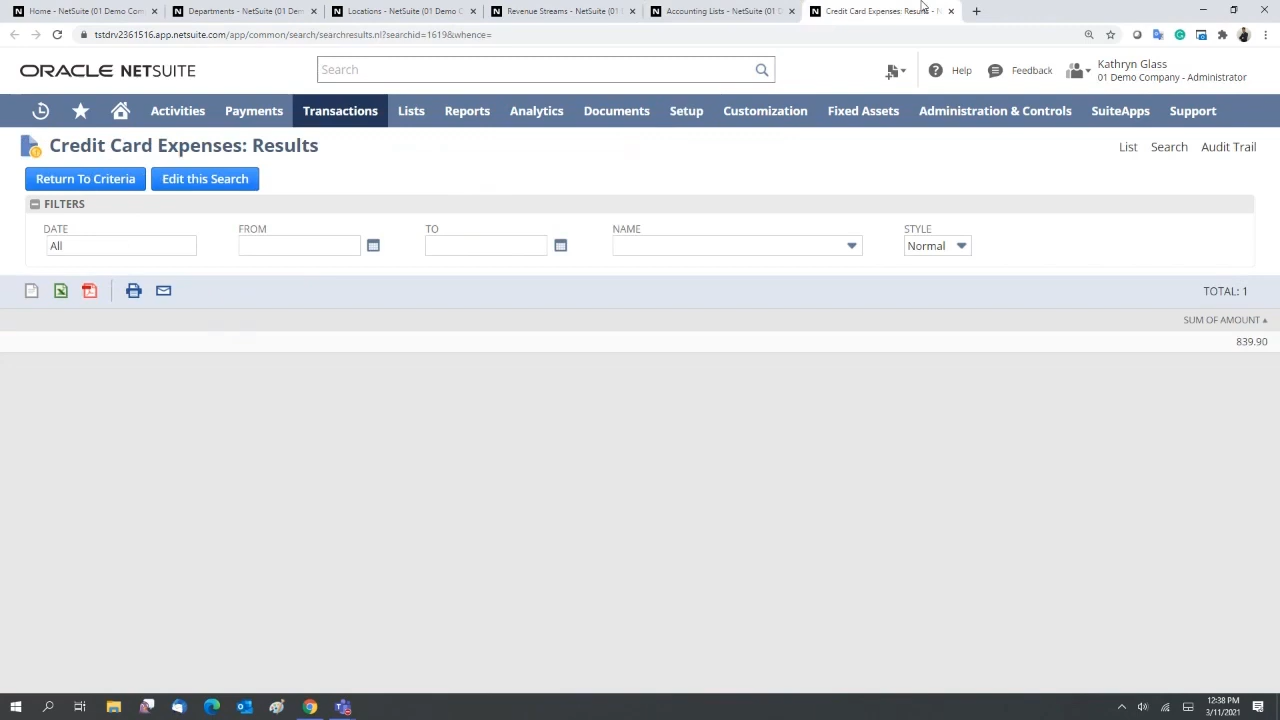 Home - NetSuite (01 Demo Com
Departments - NetSuite (01 Dem
Locations - NetSuite (01 Demo C
Revenue Streams - NetSuite (01
Accounting Lists - NetSuite (01 D
Credit Card Expenses: Results - N
tstdrv2361516.app.netsuite.com/app/common/search/searchresults.nl?searchid=1619&whence=
ORACLE NETSUITE
Search
Help
Feedback
Kathryn Glass
01 Demo Company - Administrator
Activities
Payments
Transactions
Lists
Reports
Analytics
Documents
Setup
Customization
Fixed Assets
Administration & Controls
SuiteApps
Support
Credit Card Expenses: Results
List
Search
Audit Trail
Return To Criteria
Edit this Search
FILTERS
DATE
FROM
TO
NAME
STYLE
All
Normal
TOTAL: 1
SUM OF AMOUNT
839.90
12:38 PM
3/11/2021